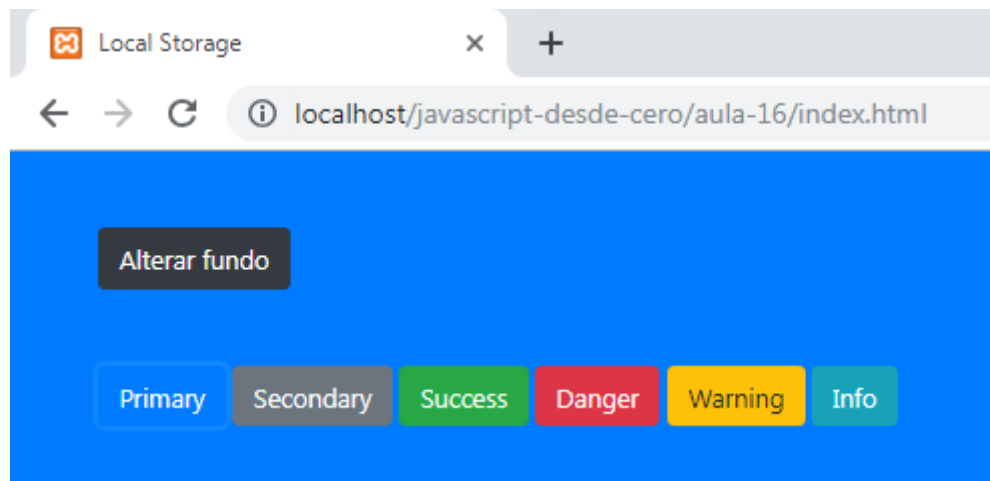 Local Storage
localhost/javascript-desde-cero/aula-16/index.html
Alterar fundo
Primary Secondary Success Danger Warning Info